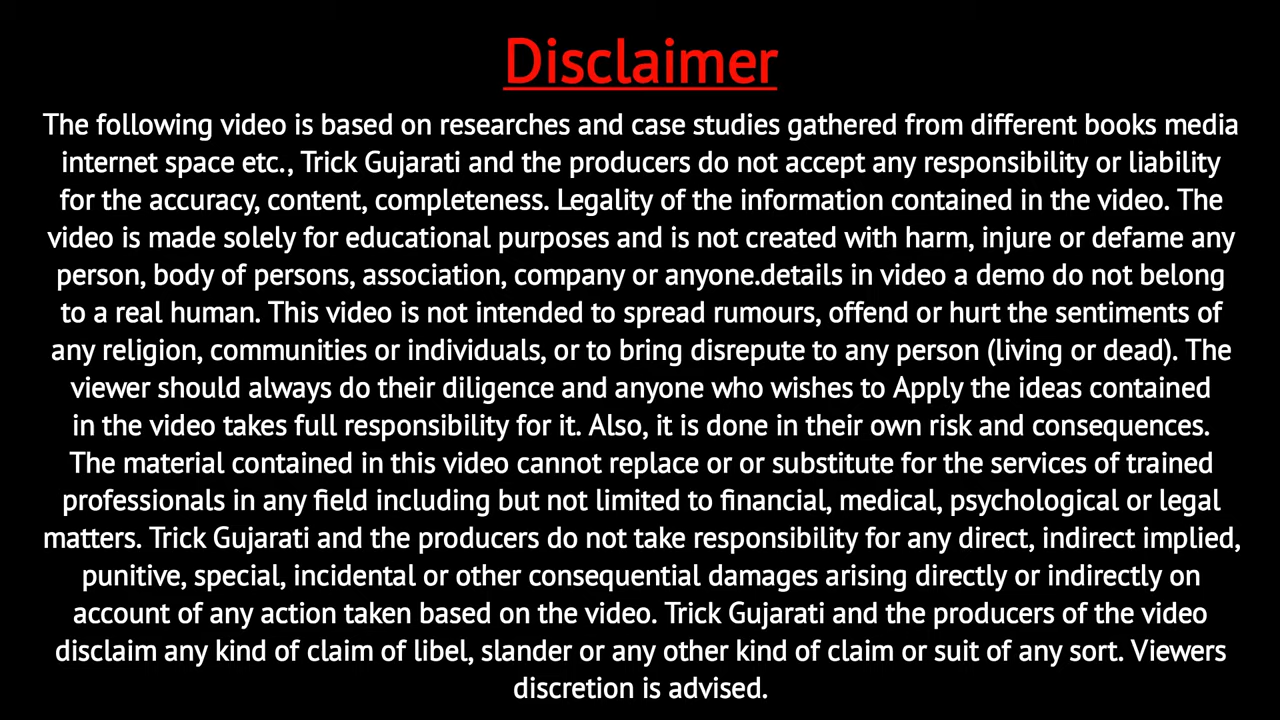 Disclaimer
The following video is based on researches and case studies gathered from different books media
internet space etc., Trick Gujarati and the producers do not accept any responsibility or liability
for the accuracy, content, completeness. Legality of the information contained in the video. The
video is made solely for educational purposes and is not created with harm, injure or defame any
person, body of persons, association, company or anyone.details in video a demo do not belong
to a real human. This video is not intended to spread rumours, offend or hurt the sentiments of
any religion, communities or individuals, or to bring disrepute to any person (living or dead). The
viewer should always do their diligence and anyone who wishes to Apply the ideas contained
in the video takes full responsibility for it. Also, it is done in their own risk and consequences.
The material contained in this video cannot replace or or substitute for the services of trained
professionals in any field including but not limited to financial, medical, psychological or legal
matters. Trick Gujarati and the producers do not take responsibility for any direct, indirect implied,
punitive, special, incidental or other consequential damages arising directly or indirectly on
account of any action taken based on the video. Trick Gujarati and the producers of the video
disclaim any kind of claim of libel, slander or any other kind of claim or suit of any sort. Viewers
discretion is advised.